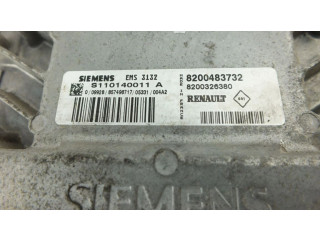 SIEMENS EMS 3132
S110140011 A
8200483732
8200326380
RENAULT
SIEMENS